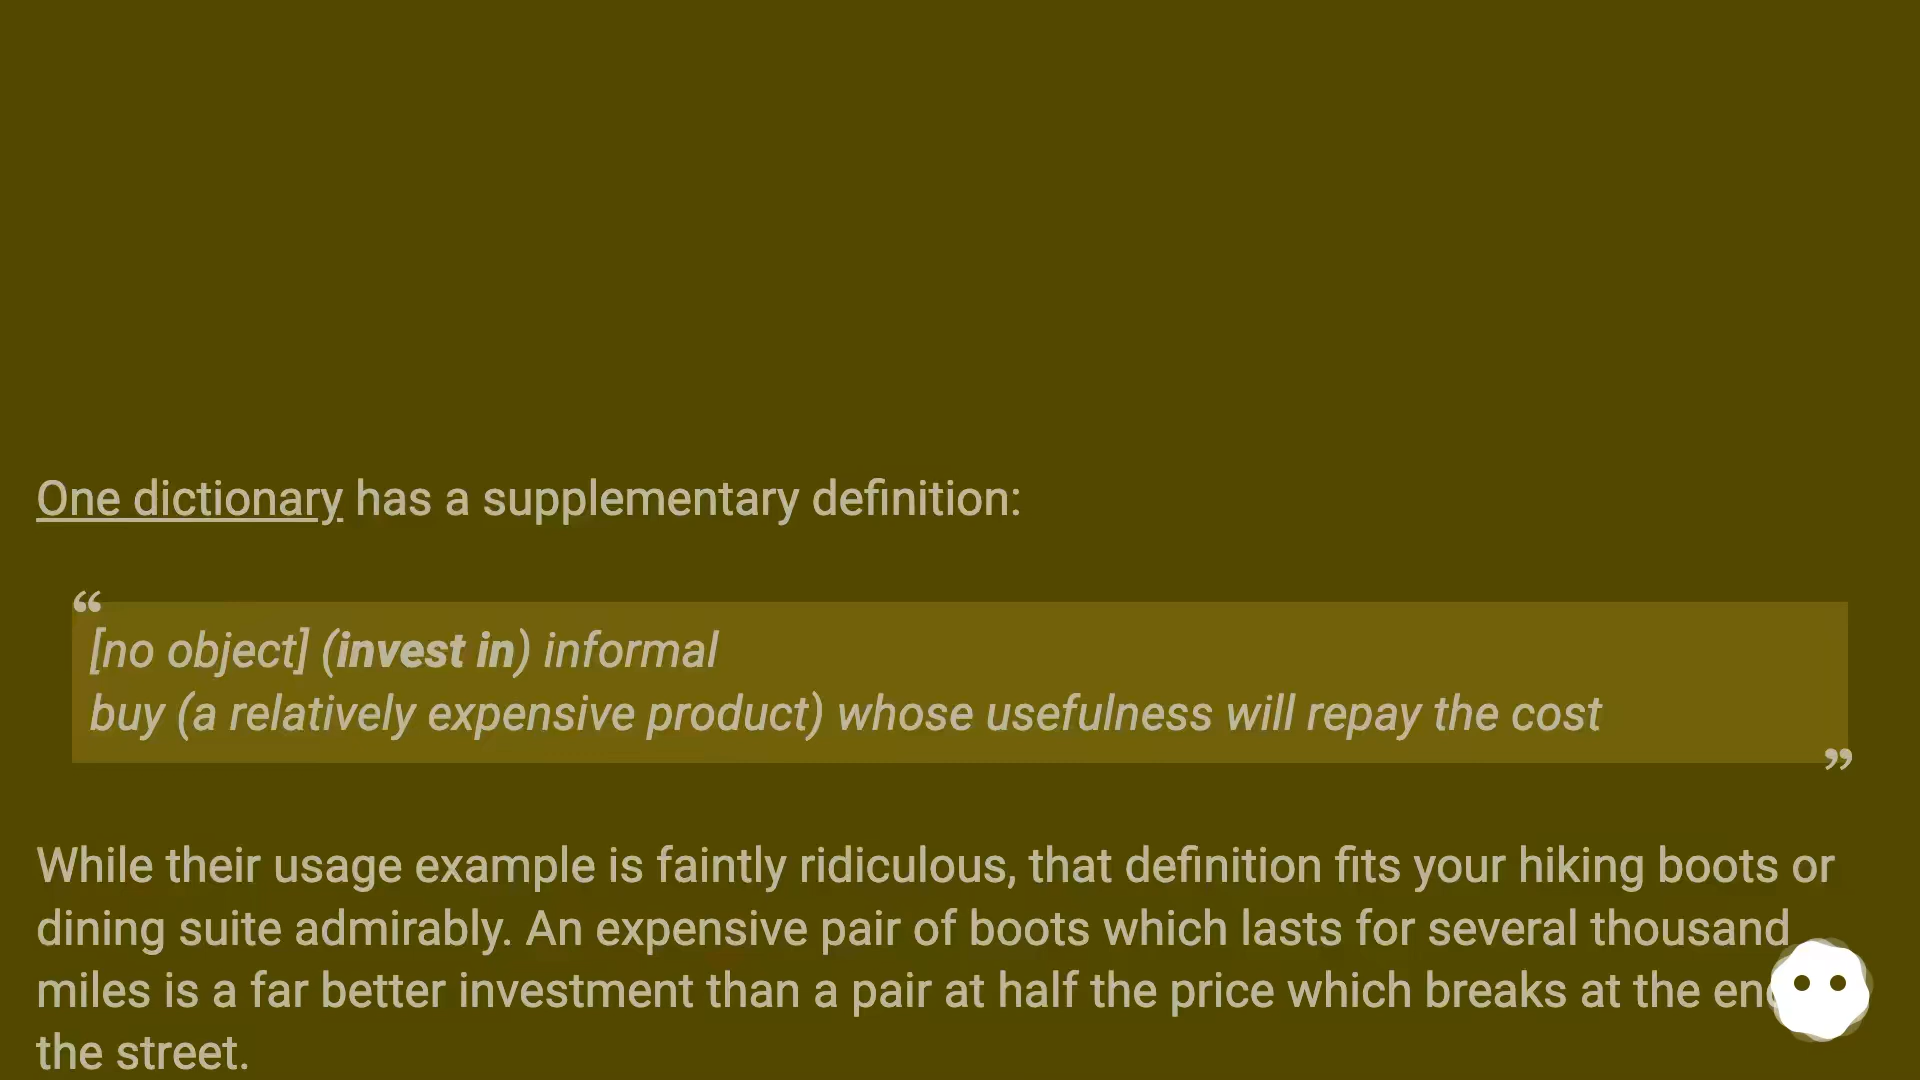 One dictionary has a supplementary definition:
“
[no object] (invest in) informal
buy (a relatively expensive product) whose usefulness will repay the cost
”
While their usage example is faintly ridiculous, that definition fits your hiking boots or
dining suite admirably. An expensive pair of boots which lasts for several thousand
miles is a far better investment than a pair at half the price which breaks at the
the street.